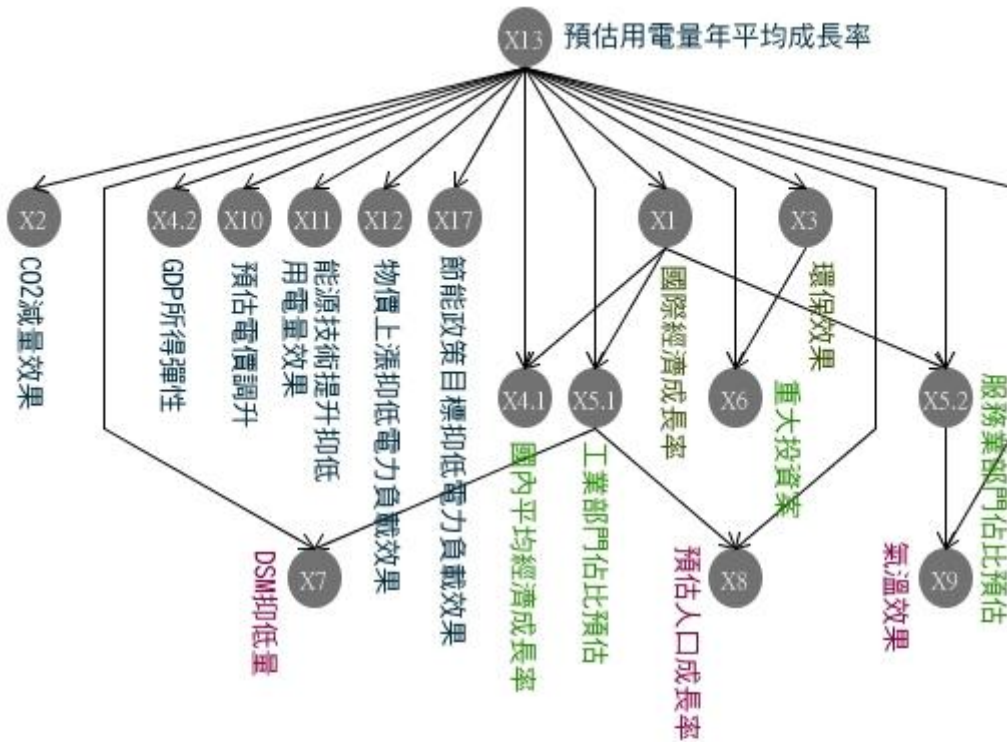 X13
預估用電量年平均成長率
X2
X4.2
X10
X11
X12
X17
X1
X3
CO2減量效果
GDP所得彈性
預估電價調升
能源技術提升抑低
用電量效果
物價上漲抑低電力負載效果
節能政策目標抑低電力負載效果
國際經濟成長率
環保效果
X4.1
X5.1
X6
X5.2
國內平均經濟成長率
工業部門佔比預估
重大投資案
服務業部門佔比預估
X7
X8
X9
DSM抑低量
預估人口成長率
氣溫效果